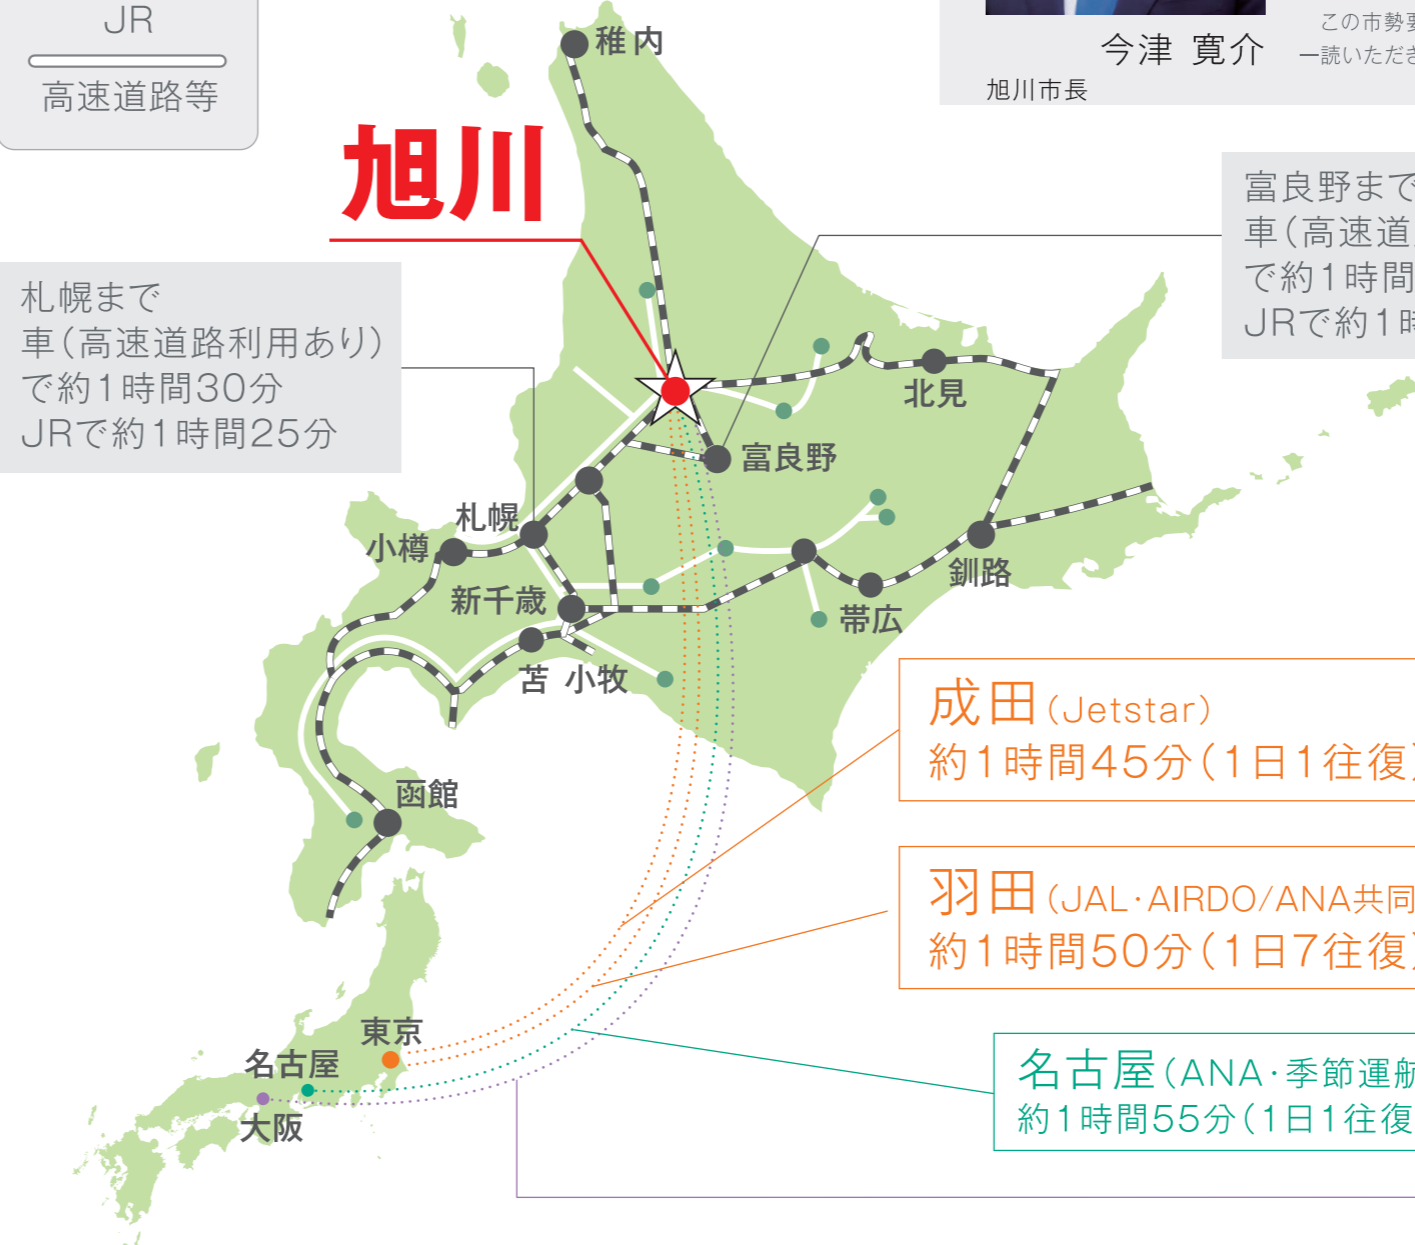 JR
高速道路等
この市勢要
一読いただき
今津 寛介
旭川市長
稚内
旭川
富良野まで
車（高速道
で約1時間
JRで約1時
札幌まで
車（高速道路利用あり）
で約1時間30分
JRで約1時間25分
北見
富良野
札幌
小樽
新千歳
釧路
帯広
苫 小牧
函館
成田（Jetstar）
約1時間45分（1日1往復）
羽田（JAL・AIRDO/ANA共同
約1時間50分（1日7往復）
東京
名古屋
大阪
名古屋（ANA・季節運航
約1時間55分（1日1往復